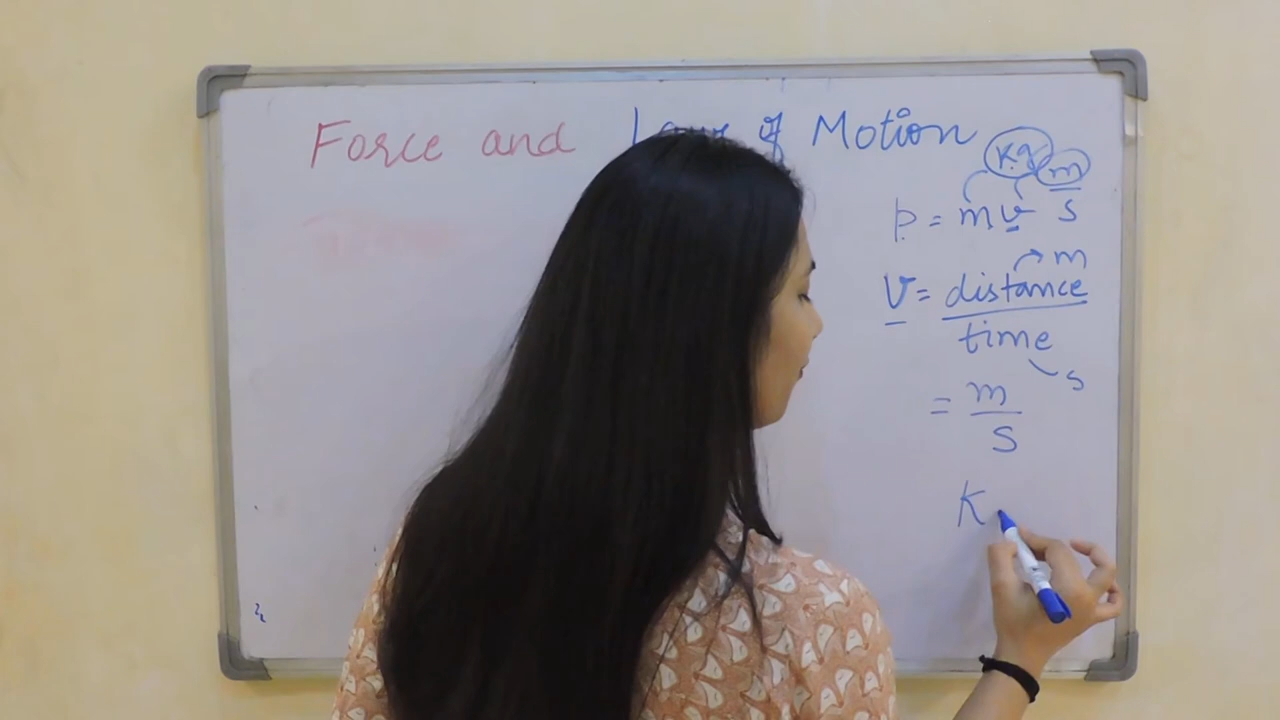 Force and Laws of Motion
kg m
p = mv s
m
v = distance
time
s
= m
s
K